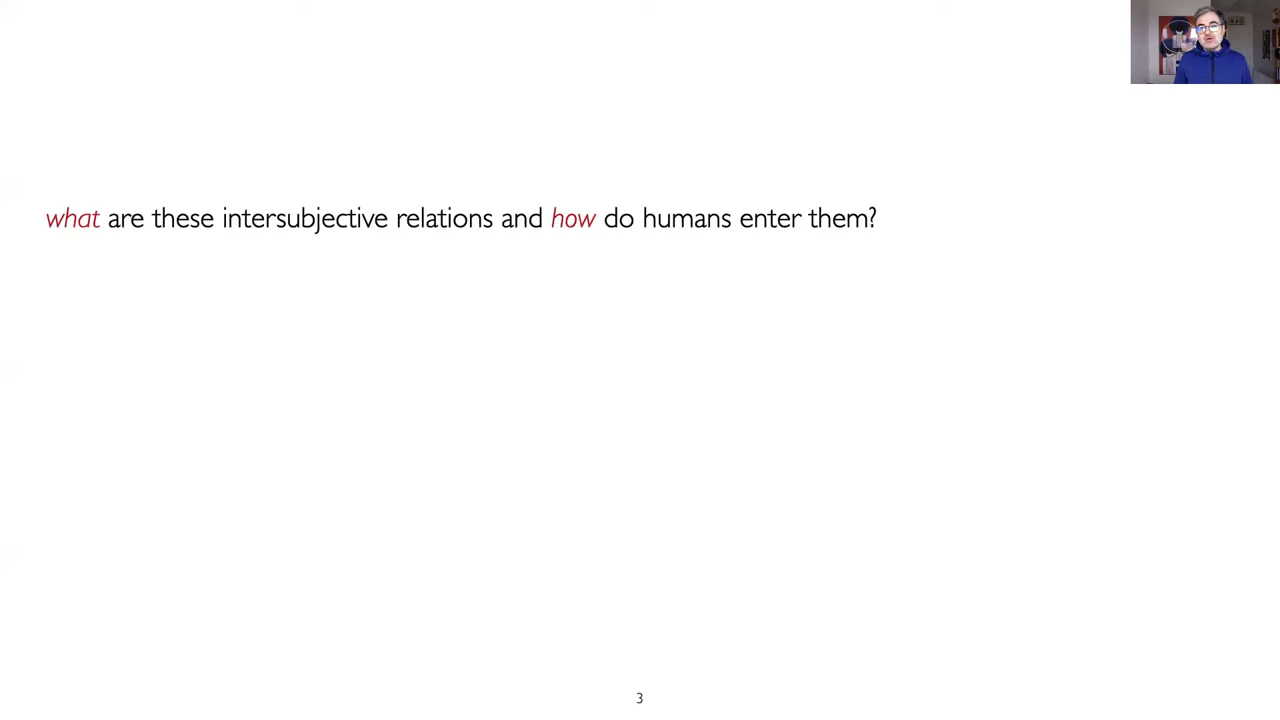 what are these intersubjective relations and how do humans enter them?
3